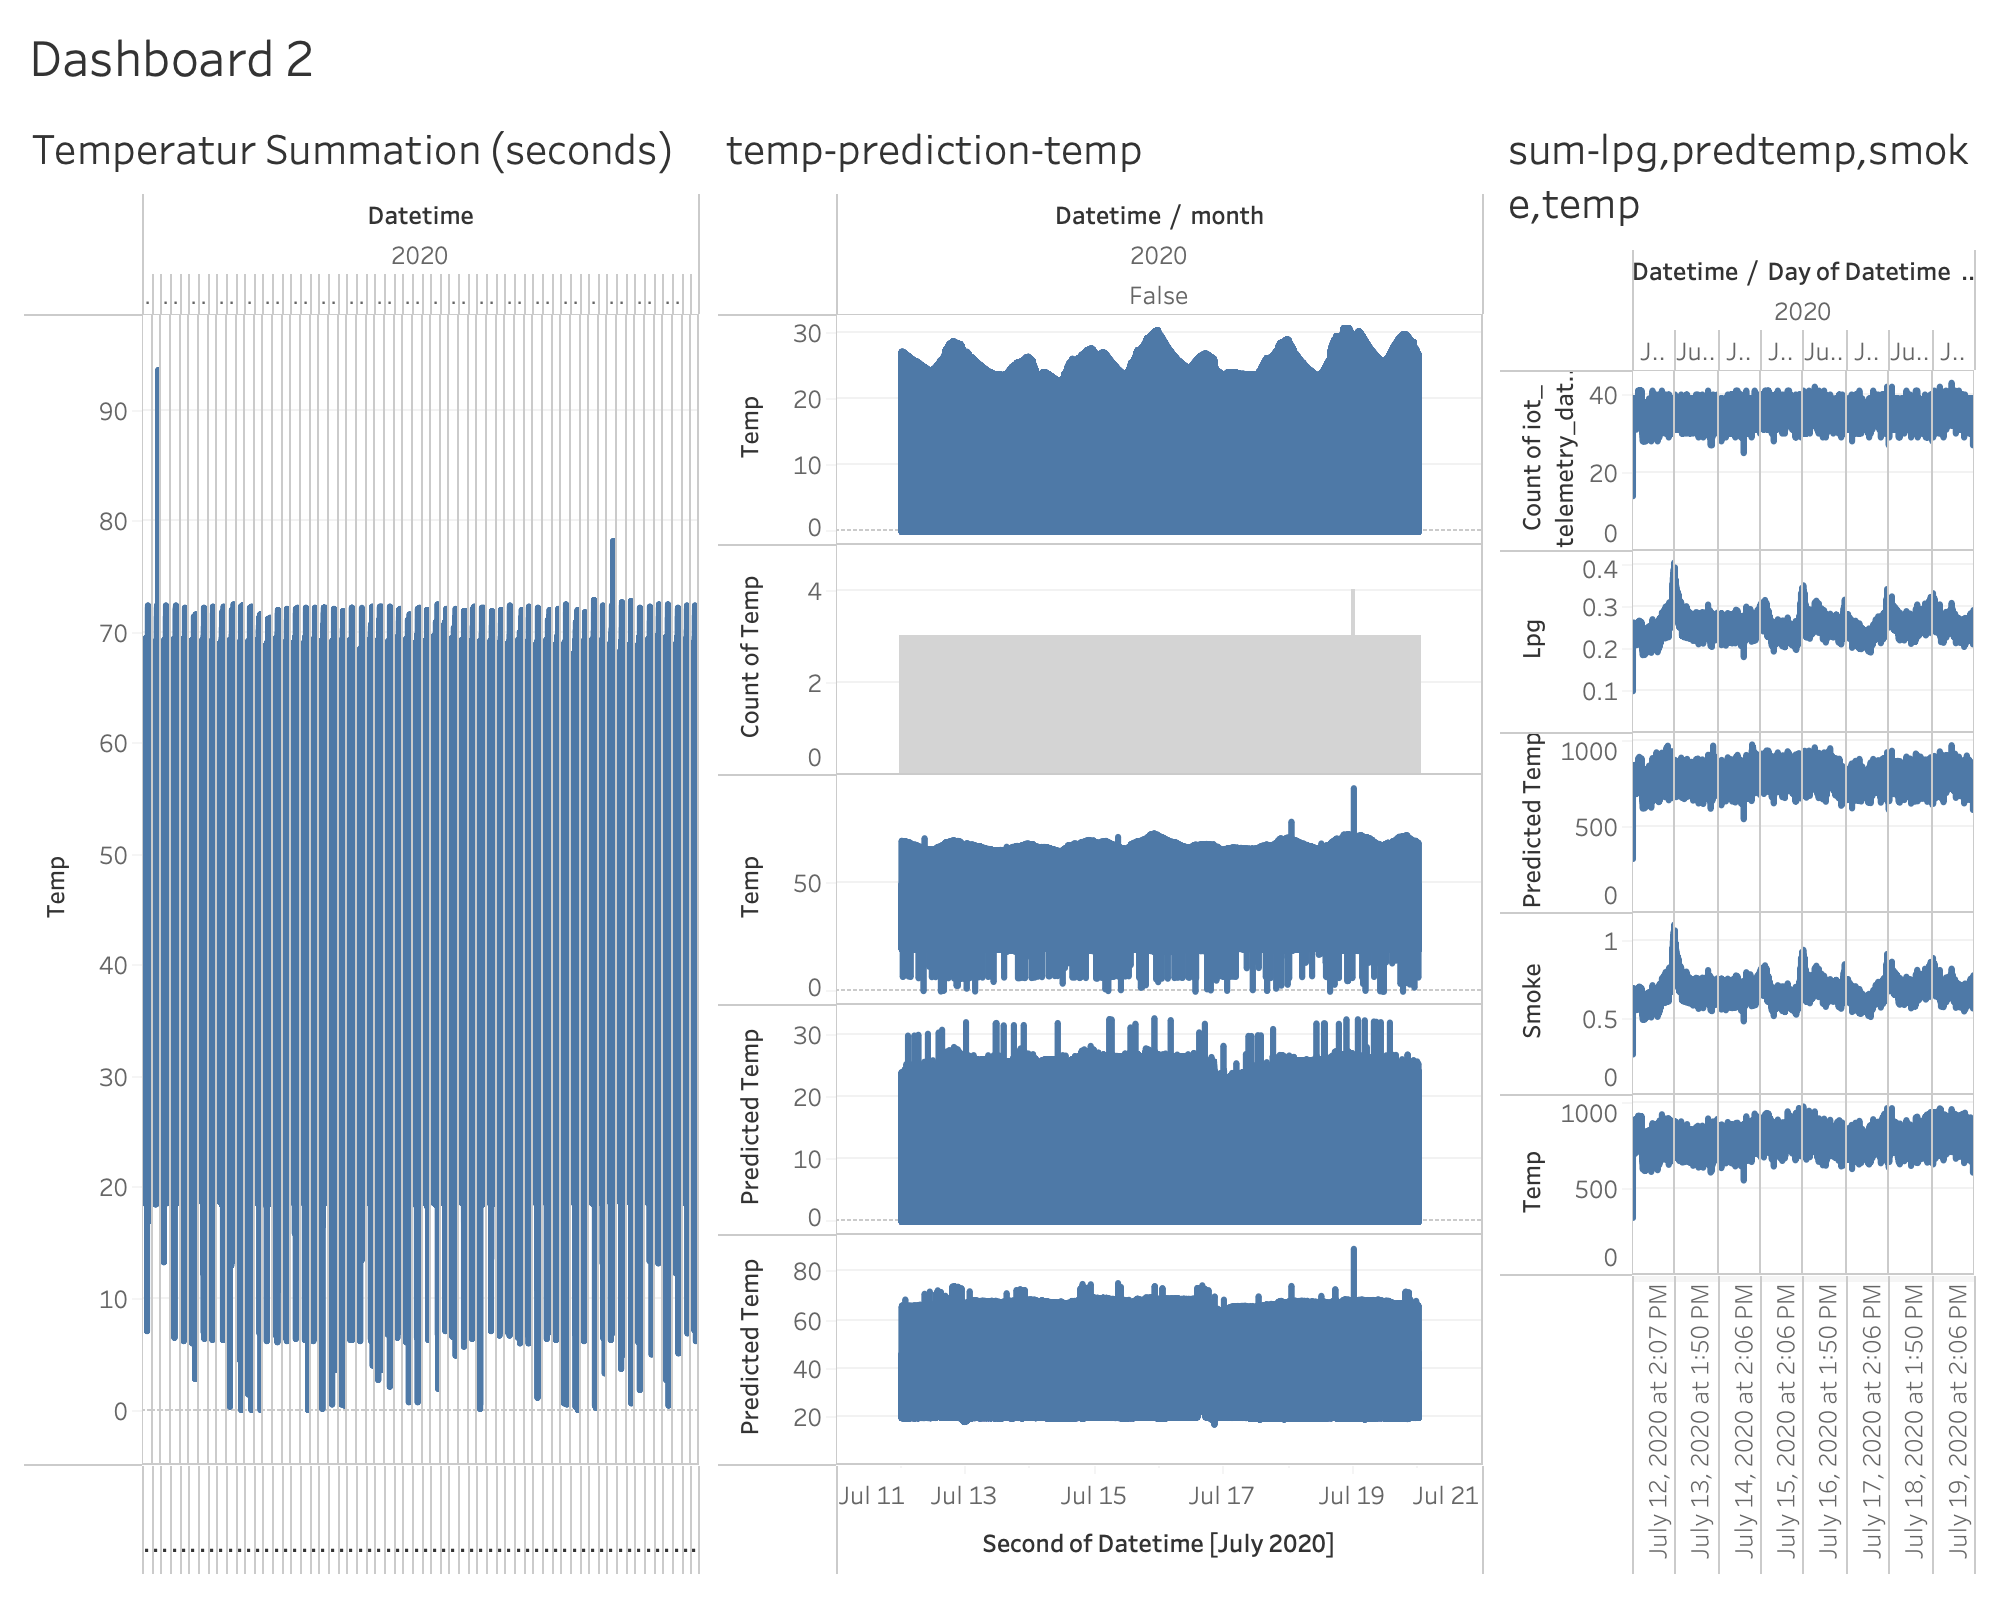 Dashboard 2
Temperatur Summation (seconds)
Datetime
2020
Temp
90
80
70
60
50
40
30
20
10
0
temp-prediction-temp
Datetime / month
2020
False
Temp
30
20
10
0
Count of Temp
4
2
0
Temp
50
0
Predicted Temp
30
20
10
0
Predicted Temp
80
60
40
20
Jul 11 Jul 13 Jul 15 Jul 17 Jul 19 Jul 21
Second of Datetime [July 2020]
sum-lpg,predtemp,smok
e,temp
Datetime / Day of Datetime ..
2020
J.. Ju.. J.. J.. Ju.. J.. Ju.. J..
Count of iot_
telemetry_dat..
40
20
0
Lpg
0.4
0.3
0.2
0.1
Predicted Temp
1000
500
0
Smoke
1
0.5
0
Temp
1000
500
0
July 12, 2020 at 2:07 PM
July 13, 2020 at 1:50 PM
July 14, 2020 at 2:06 PM
July 15, 2020 at 2:06 PM
July 16, 2020 at 1:50 PM
July 17, 2020 at 2:06 PM
July 18, 2020 at 1:50 PM
July 19, 2020 at 2:06 PM